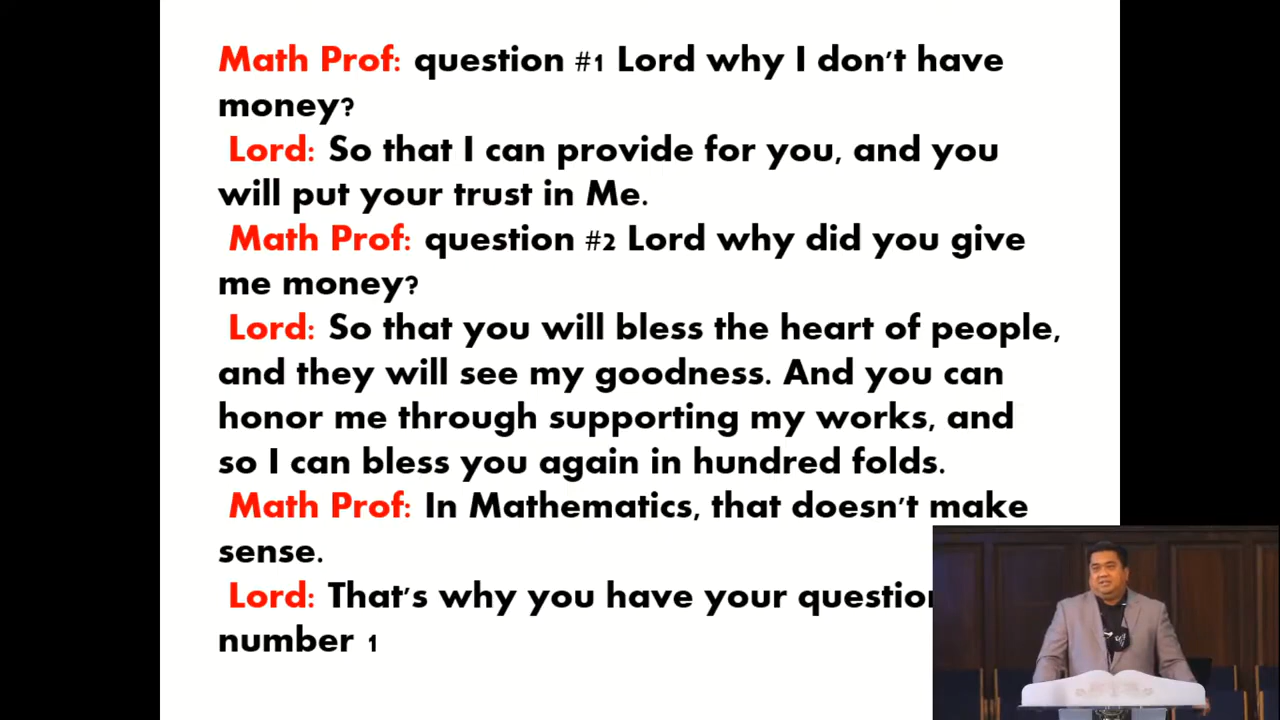 Math Prof: question #1 Lord why I don't have
money?
Lord: So that I can provide for you, and you
will put your trust in Me.
Math Prof: question #2 Lord why did you give
me money?
Lord: So that you will bless the heart of people,
and they will see my goodness. And you can
honor me through supporting my works, and
so I can bless you again in hundred folds.
Math Prof: In Mathematics, that doesn't make
sense.
Lord: That's why you have your question
number 1